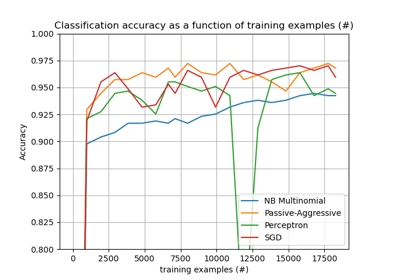 Classification accuracy as a function of training examples (#)
1.000
0.975
0.950
0.925
0.900
0.875
0.850
0.825
0.800
Accuracy
NB Multinomial
Passive-Aggressive
Perceptron
SGD
0 2500 5000 7500 10000 12500 15000 17500
training examples (#)